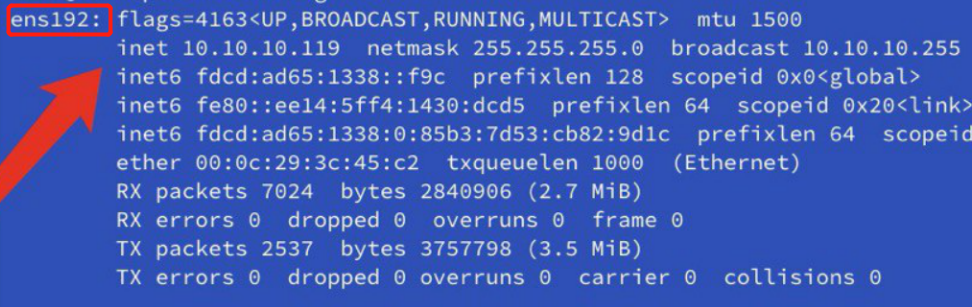 ens192: flags=4163<UP,BROADCAST,RUNNING,MULTICAST>  mtu 1500
inet 10.10.10.119  netmask 255.255.255.0  broadcast 10.10.10.255
inet6 fdcd:ad65:1338::f9c  prefixlen 128  scopeid 0x0<global>
inet6 fe80::ee14:5ff4:1430:dcd5  prefixlen 64  scopeid 0x20<link>
inet6 fdcd:ad65:1338:0:85b3:7d53:cb82:9d1c  prefixlen 64  scopeid
ether 00:0c:29:3c:45:c2  txqueuelen 1000  (Ethernet)
RX packets 7024  bytes 2840906 (2.7 MiB)
RX errors 0  dropped 0  overruns 0  frame 0
TX packets 2537  bytes 3757798 (3.5 MiB)
TX errors 0  dropped 0 overruns 0  carrier 0  collisions 0